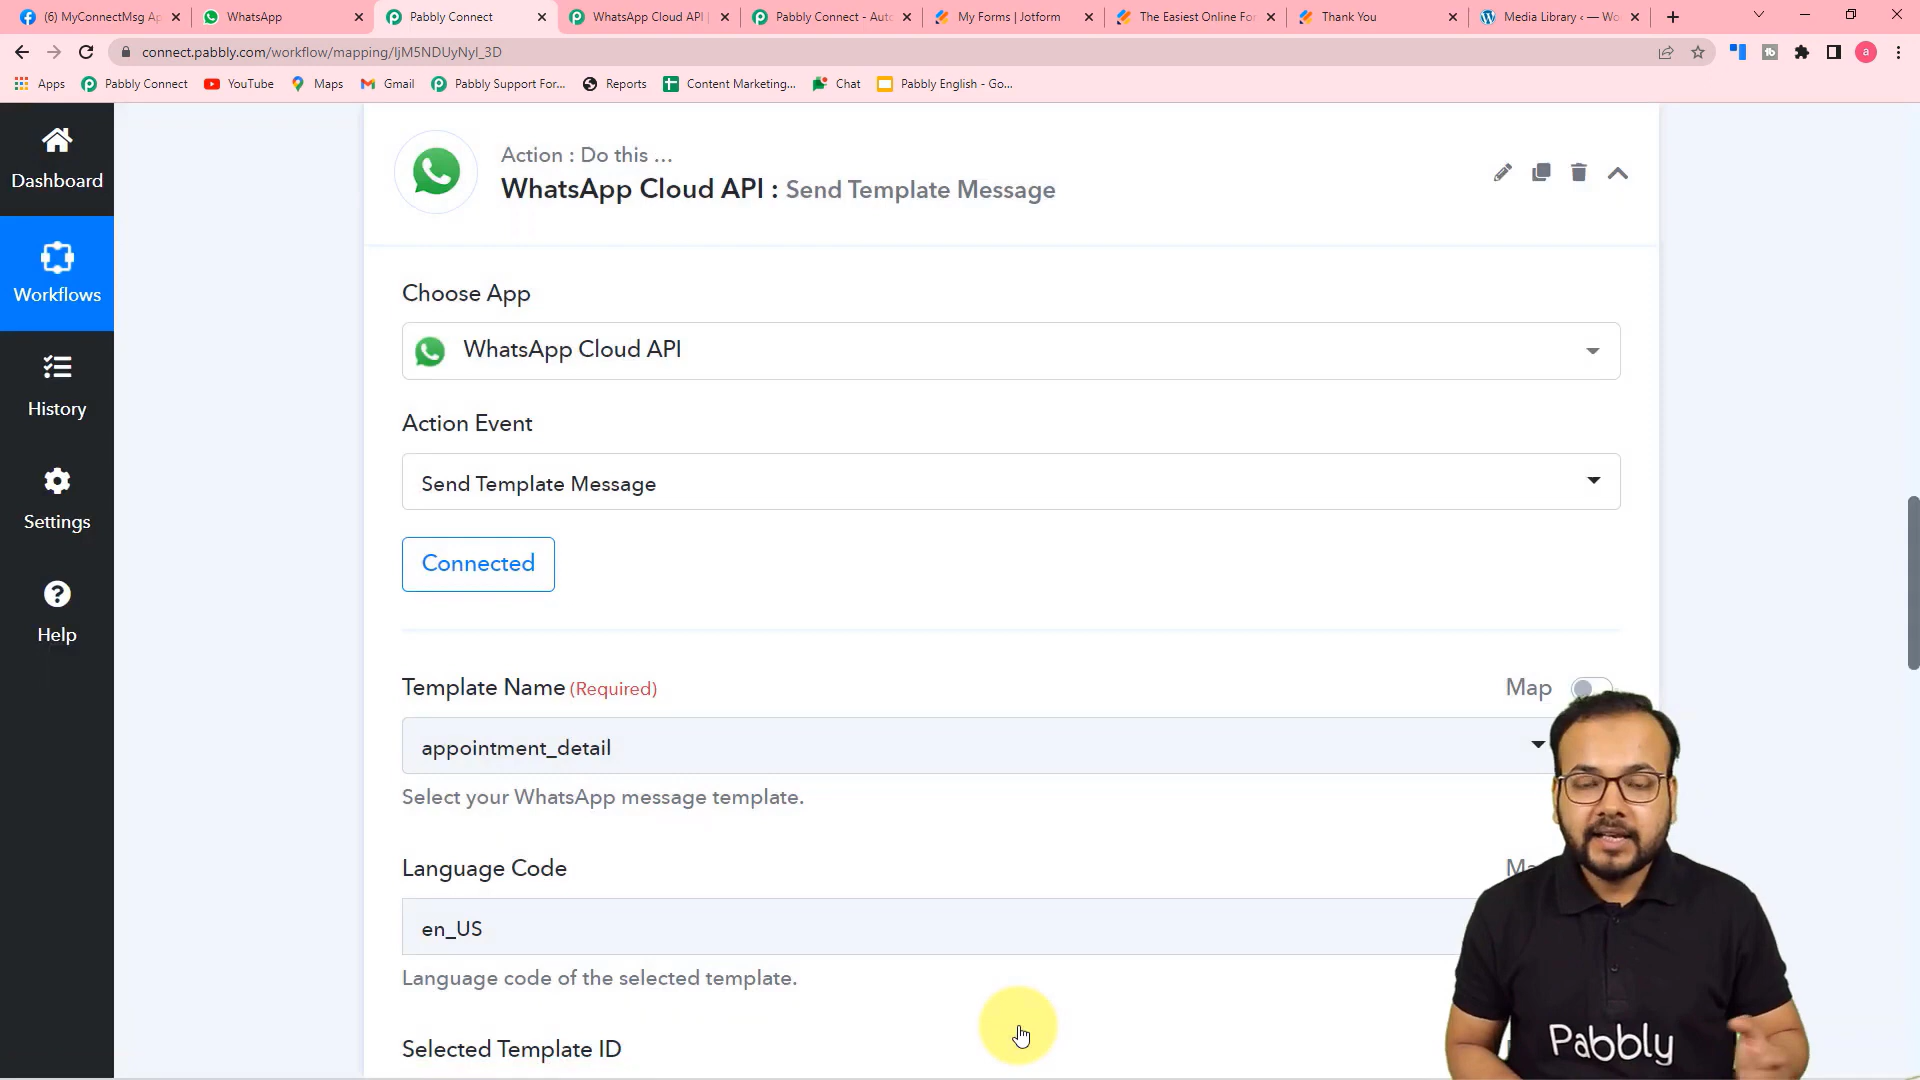 (6) MyConnectMsg Ap
WhatsApp
Pabbly Connect
WhatsApp Cloud API |
Pabbly Connect - Auto
My Forms | Jotform
The Easiest Online For
Thank You
Media Library ‹ — Wo
connect.pabbly.com/workflow/mapping/IjM5NDUyNyI_3D
a
Apps
Pabbly Connect
YouTube
Maps
Gmail
Pabbly Support For...
Reports
Content Marketing...
Chat
Pabbly English - Go...
Dashboard
Workflows
History
Settings
Help
Action : Do this ...
WhatsApp Cloud API : Send Template Message
Choose App
WhatsApp Cloud API
Action Event
Send Template Message
Connected
Template Name (Required)
Map
appointment_detail
Select your WhatsApp message template.
Language Code
en_US
Language code of the selected template.
Selected Template ID
Pabbly